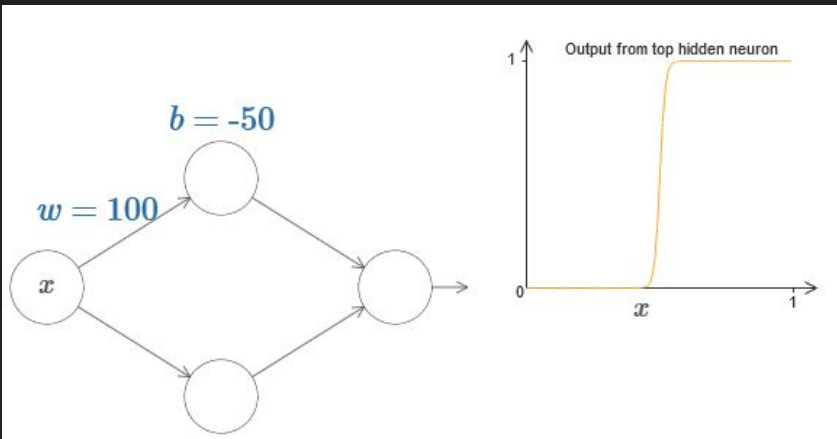 b = -50
w = 100
x
Output from top hidden neuron
1
0
x
1